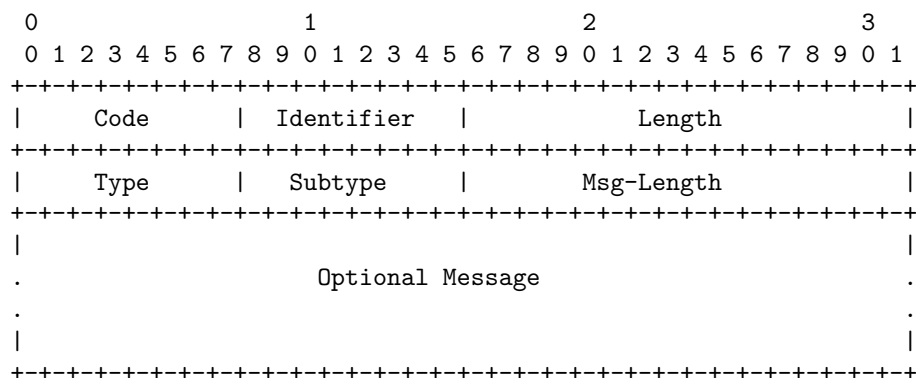 0                   1                   2                   3
0 1 2 3 4 5 6 7 8 9 0 1 2 3 4 5 6 7 8 9 0 1 2 3 4 5 6 7 8 9 0 1
+-+-+-+-+-+-+-+-+-+-+-+-+-+-+-+-+-+-+-+-+-+-+-+-+-+-+-+-+-+-+-+-+
|     Code      |  Identifier   |            Length             |
+-+-+-+-+-+-+-+-+-+-+-+-+-+-+-+-+-+-+-+-+-+-+-+-+-+-+-+-+-+-+-+-+
|     Type      |   Subtype     |        Msg-Length             |
+-+-+-+-+-+-+-+-+-+-+-+-+-+-+-+-+-+-+-+-+-+-+-+-+-+-+-+-+-+-+-+-+
|                                                               |
.                     Optional Message                          .
.                                                               .
|                                                               |
+-+-+-+-+-+-+-+-+-+-+-+-+-+-+-+-+-+-+-+-+-+-+-+-+-+-+-+-+-+-+-+-+